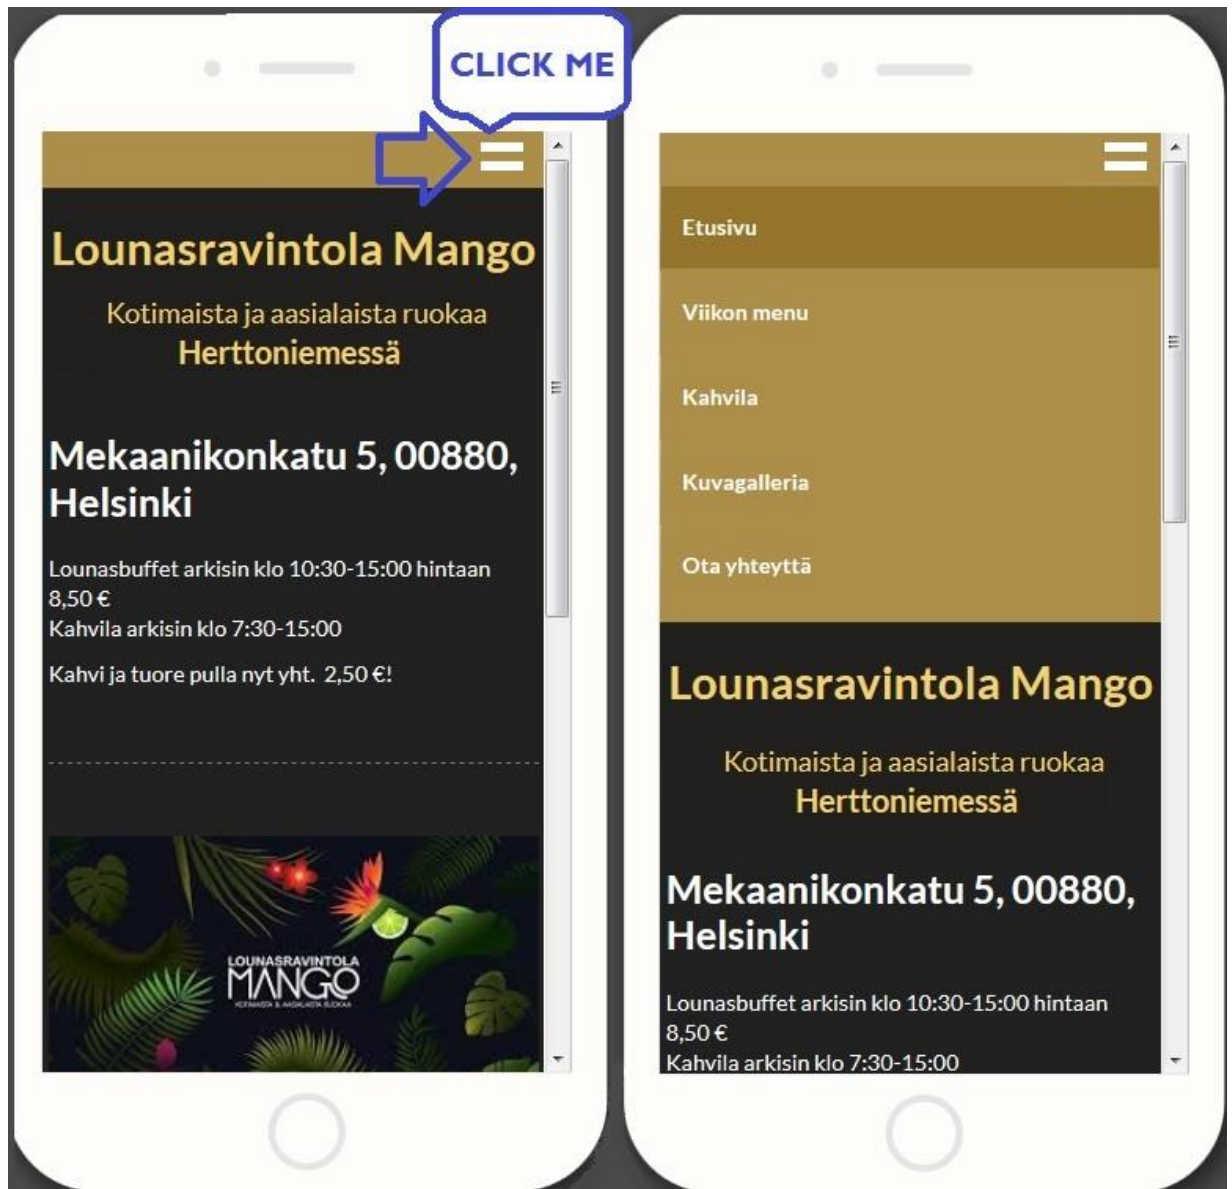 CLICK ME
Lounasravintola Mango
Kotimaista ja aasialaista ruokaa
Herttoniemessä
Mekaanikonkatu 5, 00880,
Helsinki
Lounasbuffet arkisin klo 10:30-15:00 hintaan
8,50 €
Kahvila arkisin klo 7:30-15:00
Kahvi ja tuore pulla nyt yht. 2,50 €!
LOUNASRAVINTOLA
MANGO
KOTIMAISTA & AASIALAISTA RUOKAA
Etusivu
Viikon menu
Kahvila
Kuvagalleria
Ota yhteyttä
Lounasravintola Mango
Kotimaista ja aasialaista ruokaa
Herttoniemessä
Mekaanikonkatu 5, 00880,
Helsinki
Lounasbuffet arkisin klo 10:30-15:00 hintaan
8,50 €
Kahvila arkisin klo 7:30-15:00